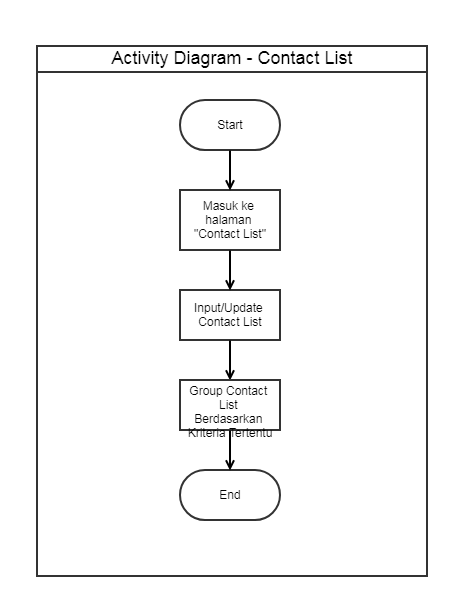 Activity Diagram - Contact List
Start
Masuk ke
halaman
"Contact List"
Input/Update
Contact List
Group Contact
List
Berdasarkan
Kriteria Tertentu
End